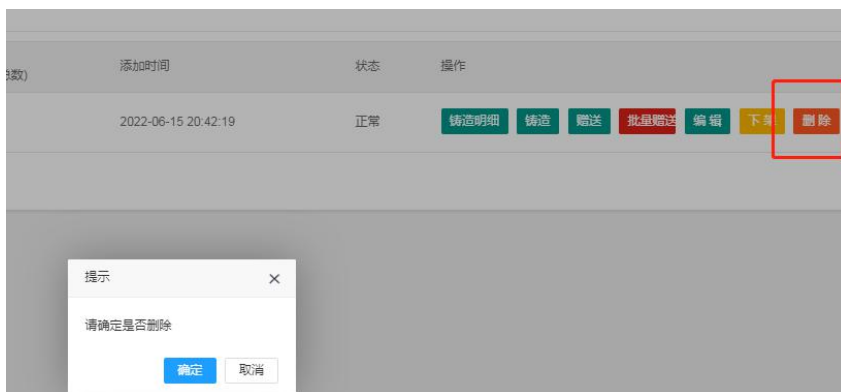 添加时间 状态 操作
数)
2022-06-15 20:42:19 正常 铸造明细 铸造 赠送 批量赠送 编辑 下架 删除
提示
请确定是否删除
确定 取消